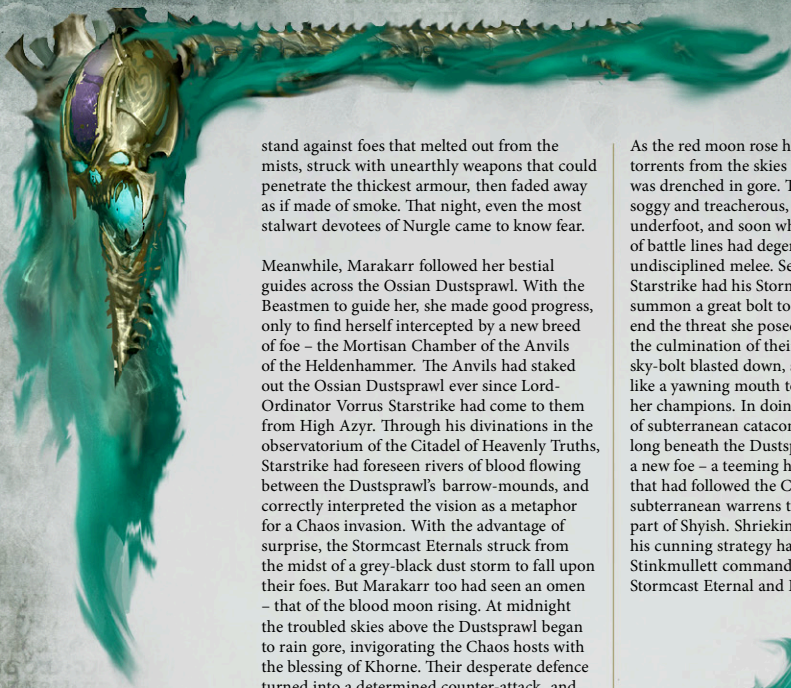 stand against foes that melted out from the
mists, struck with unearthly weapons that could
penetrate the thickest armour, then faded away
as if made of smoke. That night, even the most
stalwart devotees of Nurgle came to know fear.
Meanwhile, Marakarr followed her bestial
guides across the Ossian Dustsprawl. With the
Beastmen to guide her, she made good progress,
only to find herself intercepted by a new breed
of foe – the Mortisan Chamber of the Anvils
of the Heldenhammer. The Anvils had staked
out the Ossian Dustsprawl ever since Lord-
Ordinator Vorrus Starstrike had come to them
from High Azyr. Through his divinations in the
observatorium of the Citadel of Heavenly Truths,
Starstrike had foreseen rivers of blood flowing
between the Dustsprawl’s barrow-mounds, and
correctly interpreted the vision as a metaphor
for a Chaos invasion. With the advantage of
surprise, the Stormcast Eternals struck from
the midst of a grey-black dust storm to fall upon
their foes. But Marakarr too had seen an omen
– that of the blood moon rising. At midnight
the troubled skies above the Dustsprawl began
to rain gore, invigorating the Chaos hosts with
the blessing of Khorne. Their desperate defence
turned into a determined counter-attack, and
As the red moon rose
torrents from the skies
was drenched in gore.
soggy and treacherous,
underfoot, and soon
of battle lines had
undisciplined melee.
Starstrike had his
summon a great bolt to
end the threat she
the culmination of
sky-bolt blasted down,
like a yawning mouth
her champions. In
of subterranean
long beneath the
a new foe – a teeming
that had followed the
subterranean warrens
part of Shyish.
his cunning strategy
Stinkmullett
Stormcast Eternal and